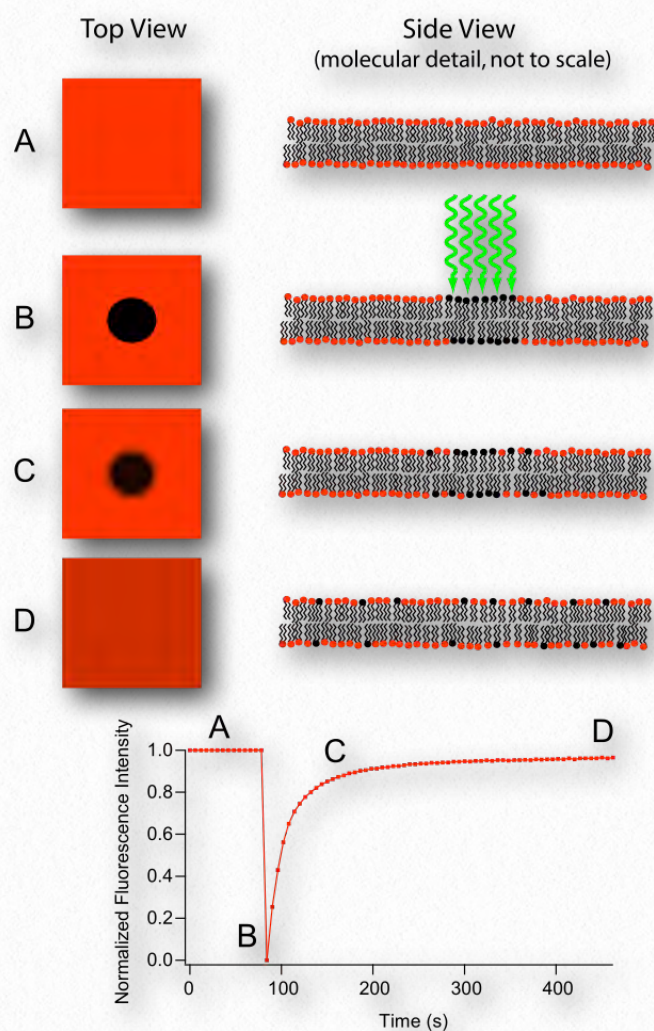 Top View
Side View
(molecular detail, not to scale)
A
B
C
D
A
C
D
B
Normalized Fluorescence Intensity
1.0
0.8
0.6
0.4
0.2
0.0
0 100 200 300 400
Time (s)